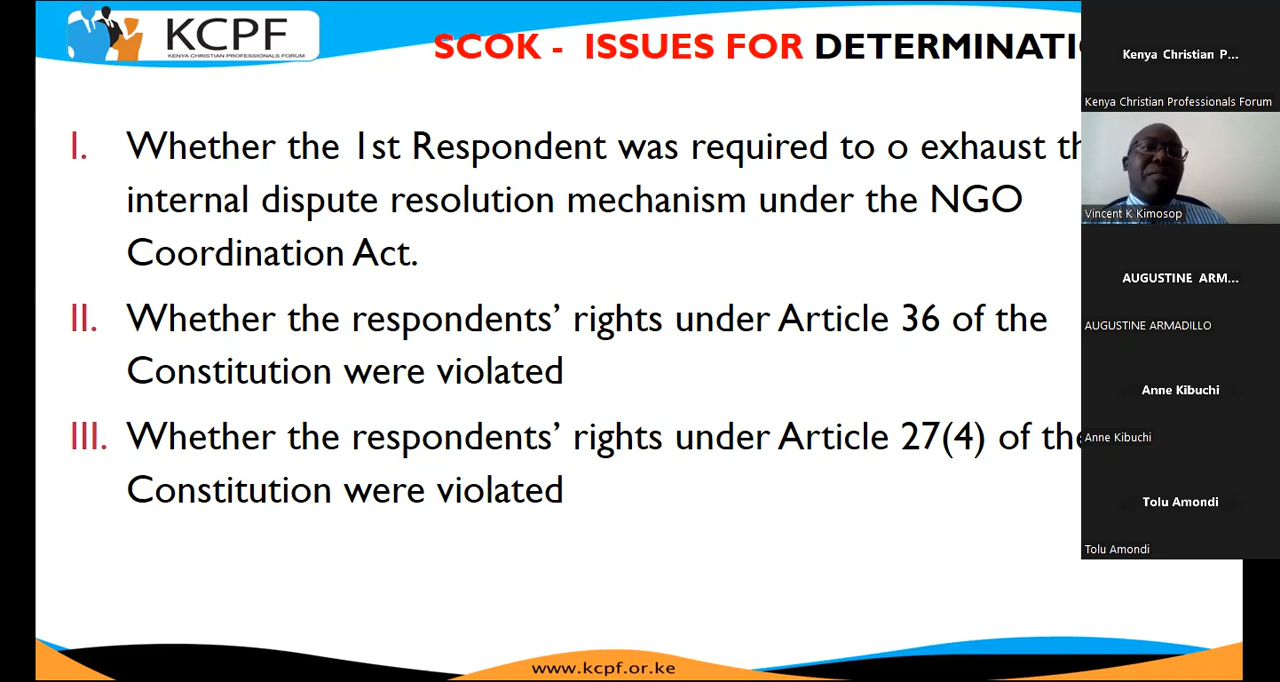 KCPF
KENYA CHRISTIAN PROFESSIONALS FORUM
SCOK - ISSUES FOR DETERMINATI
I. Whether the 1st Respondent was required to o exhaust th
internal dispute resolution mechanism under the NGO
Coordination Act.
II. Whether the respondents’ rights under Article 36 of the
Constitution were violated
III. Whether the respondents’ rights under Article 27(4) of the
Constitution were violated
www.kcpf.or.ke
Kenya Christian P...
Kenya Christian Professionals Forum
Vincent K Kimosop
AUGUSTINE ARM...
AUGUSTINE ARMADILLO
Anne Kibuchi
Anne Kibuchi
Tolu Amondi
Tolu Amondi